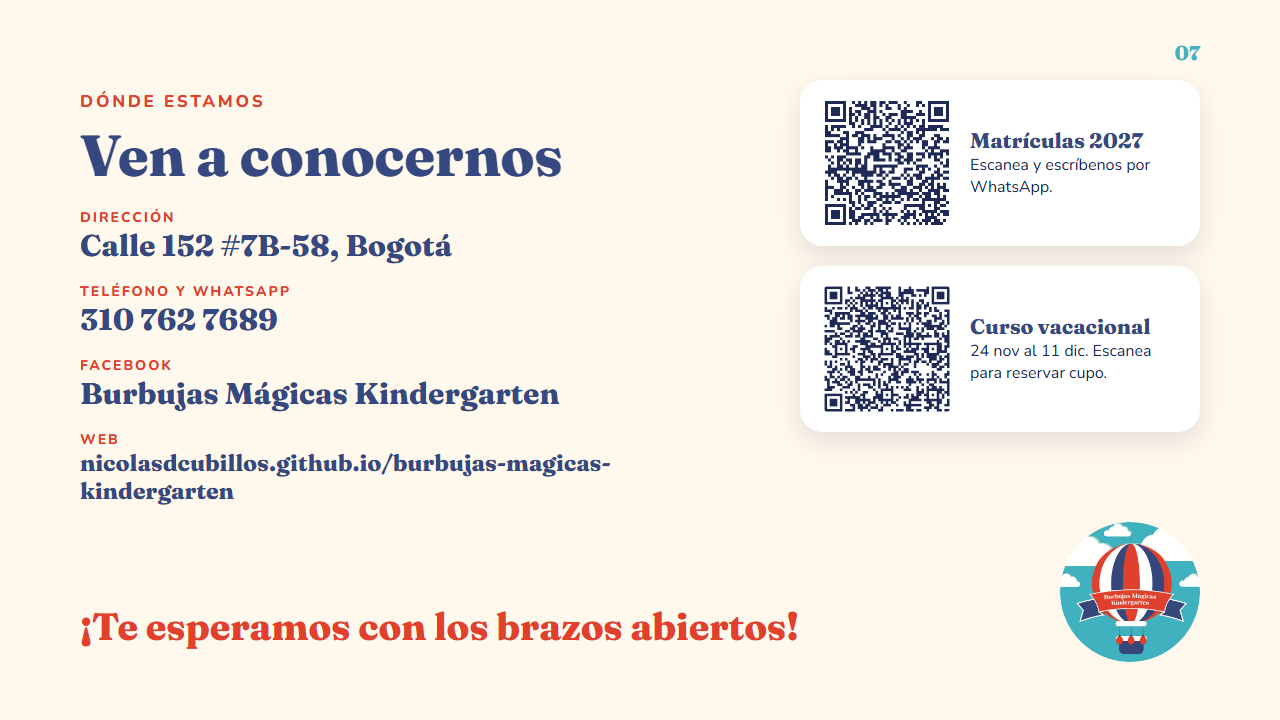 07
DÓNDE ESTAMOS
Ven a conocernos
DIRECCIÓN
Calle 152 #7B-58, Bogotá
TELÉFONO Y WHATSAPP
310 762 7689
FACEBOOK
Burbujas Mágicas Kindergarten
WEB
nicolasdcubillos.github.io/burbujas-magicas-
kindergarten
Matrículas 2027
Escanea y escríbenos por
WhatsApp.
Curso vacacional
24 nov al 11 dic. Escanea
para reservar cupo.
¡Te esperamos con los brazos abiertos!
Burbujas Mágicas
Kindergarten